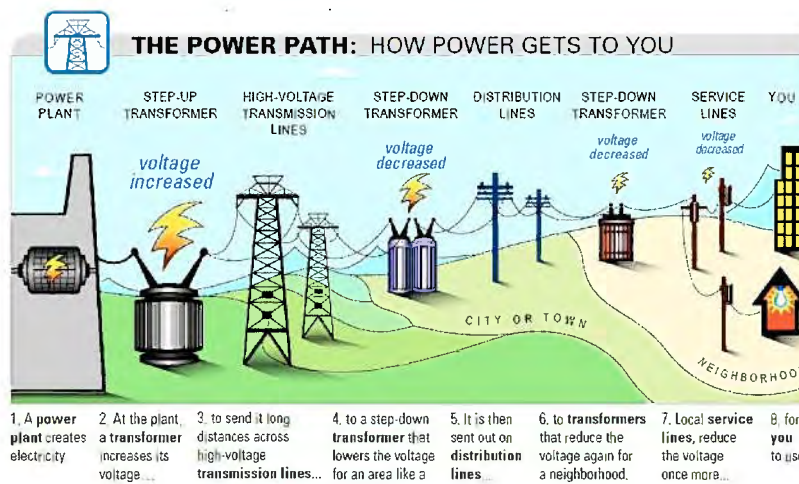 THE POWER PATH: HOW POWER GETS TO YOU
POWER
PLANT
STEP-UP
TRANSFORMER
HIGH-VOLTAGE
TRANSMISSION
LINES
STEP-DOWN
TRANSFORMER
DISTRIBUTION
LINES
STEP-DOWN
TRANSFORMER
SERVICE
LINES
YOU
voltage
increased
voltage
decreased
voltage
decreased
voltage
decreased
CITY OR TOWN
NEIGHBORHOO
1. A power
plant creates
electricity
2. At the plant,
a transformer
increases its
voltage ...
3. to send it long
distances across
high-voltage
transmission lines...
4. to a step-down
transformer that
lowers the voltage
for an area like a
5. It is then
sent out on
distribution
lines ...
6. to transformers
that reduce the
voltage again for
a neighborhood.
7. Local service
lines, reduce
the voltage
once more...
8. for
you
to use